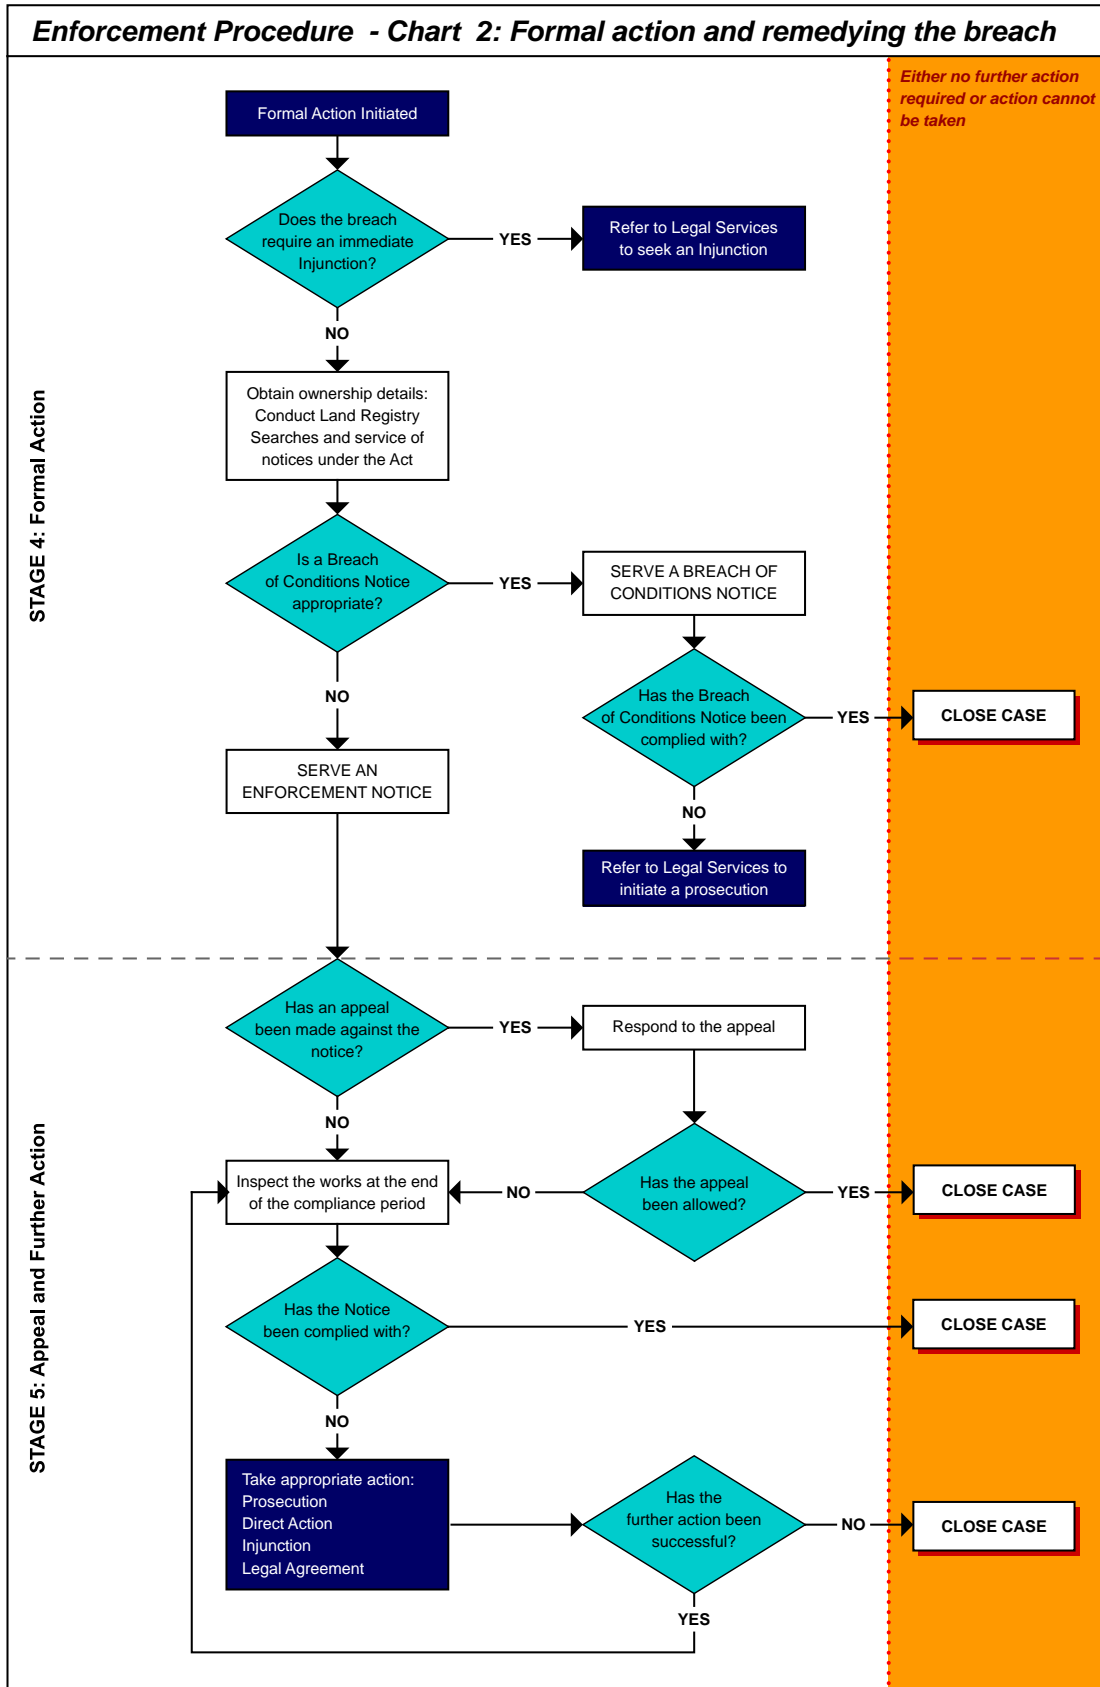 Enforcement Procedure - Chart 2: Formal action and remedying the breach
Either no further action
required or action cannot
be taken
STAGE 4: Formal Action
Formal Action Initiated
Does the breach
require an immediate
Injunction?
YES
Refer to Legal Services
to seek an Injunction
NO
Obtain ownership details:
Conduct Land Registry
Searches and service of
notices under the Act
Is a Breach
of Conditions Notice
appropriate?
YES
SERVE A BREACH OF
CONDITIONS NOTICE
NO
Has the Breach
of Conditions Notice been
complied with?
YES
CLOSE CASE
SERVE AN
ENFORCEMENT NOTICE
NO
Refer to Legal Services to
initiate a prosecution
STAGE 5: Appeal and Further Action
Has an appeal
been made against the
notice?
YES
Respond to the appeal
NO
Inspect the works at the end
of the compliance period
NO
Has the appeal
been allowed?
YES
CLOSE CASE
Has the Notice
been complied with?
YES
CLOSE CASE
NO
Take appropriate action:
Prosecution
Direct Action
Injunction
Legal Agreement
Has the
further action been
successful?
NO
CLOSE CASE
YES